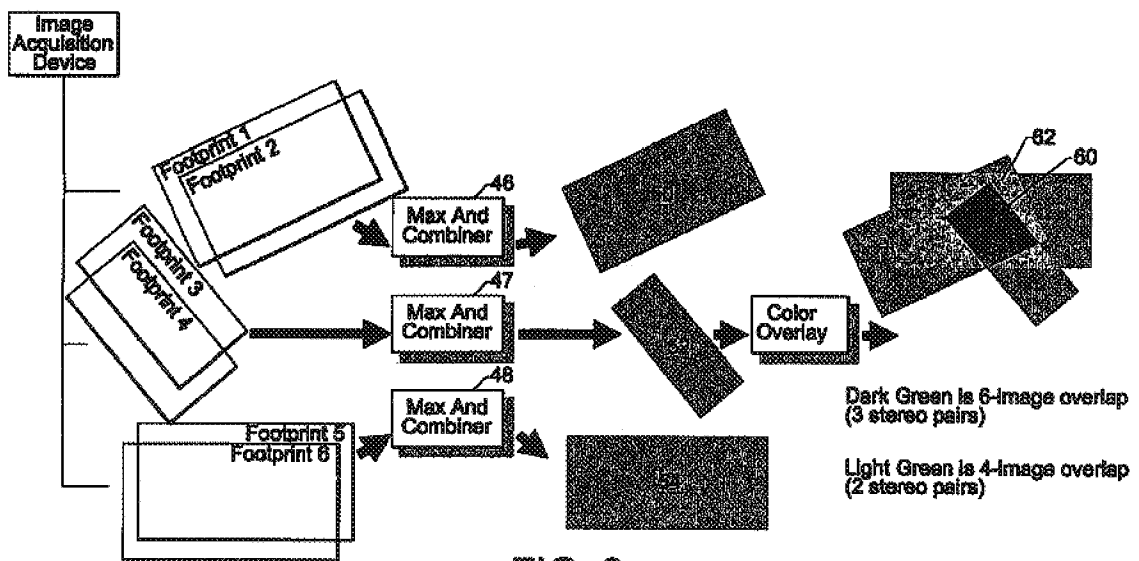 Image
Acquisition
Device
Footprint 1
Footprint 2
46
Max And
Combiner
62
60
Footprint 3
Footprint 4
47
Max And
Combiner
Color
Overlay
48
Max And
Combiner
Footprint 5
Footprint 6
Dark Green is 6-image overlap
(3 stereo pairs)
Light Green is 4-image overlap
(2 stereo pairs)